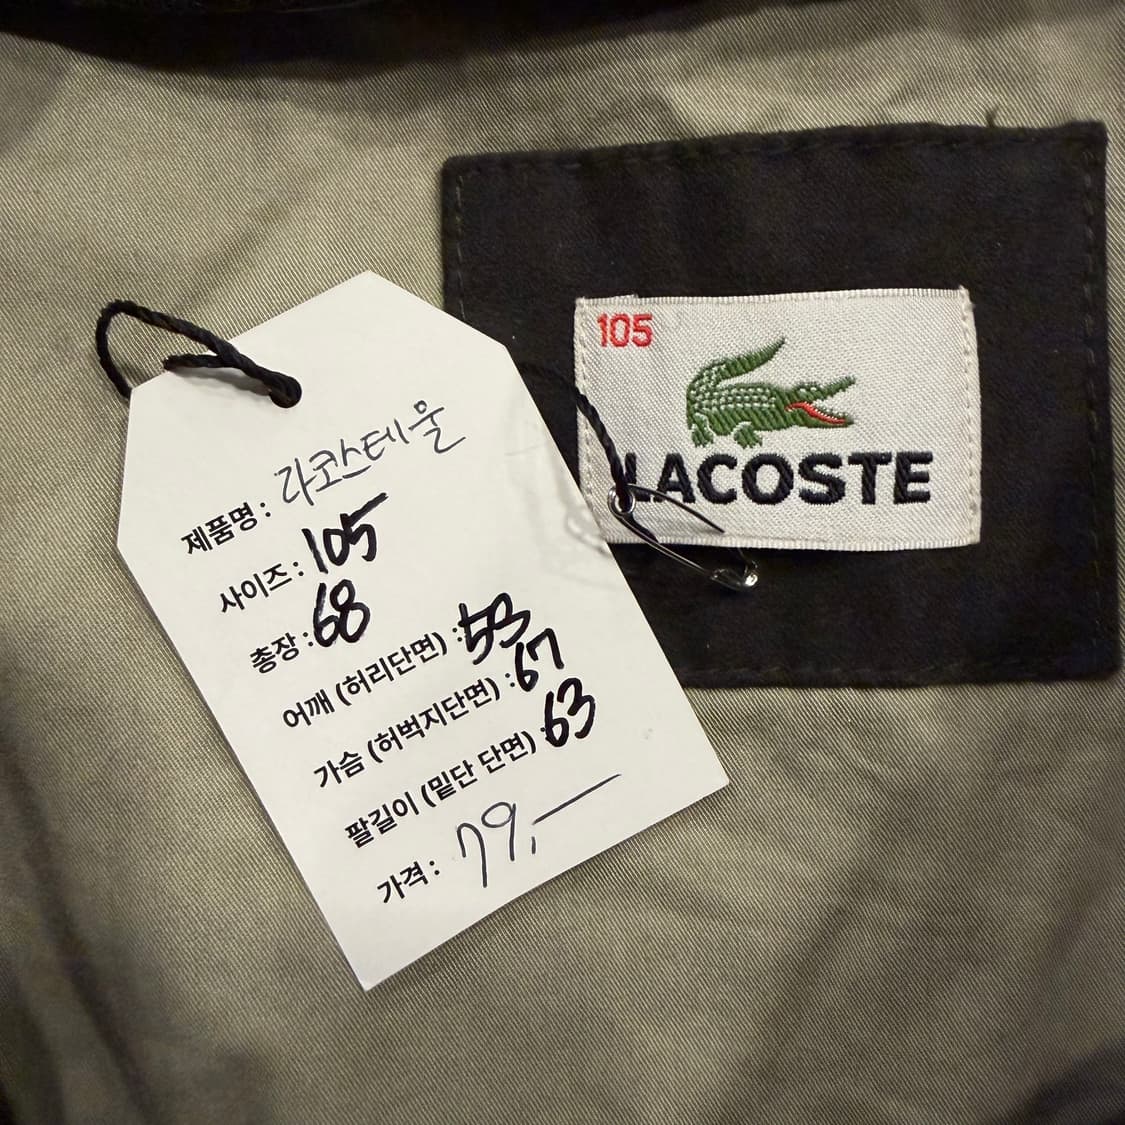 제품명 : 라코스테 울
사이즈 : 105
총장 : 68
어깨 (허리단면) : 53
가슴 (허벅지단면) : 67
팔길이 (밑단 단면) : 63
가격 : 79,—
105
LACOSTE